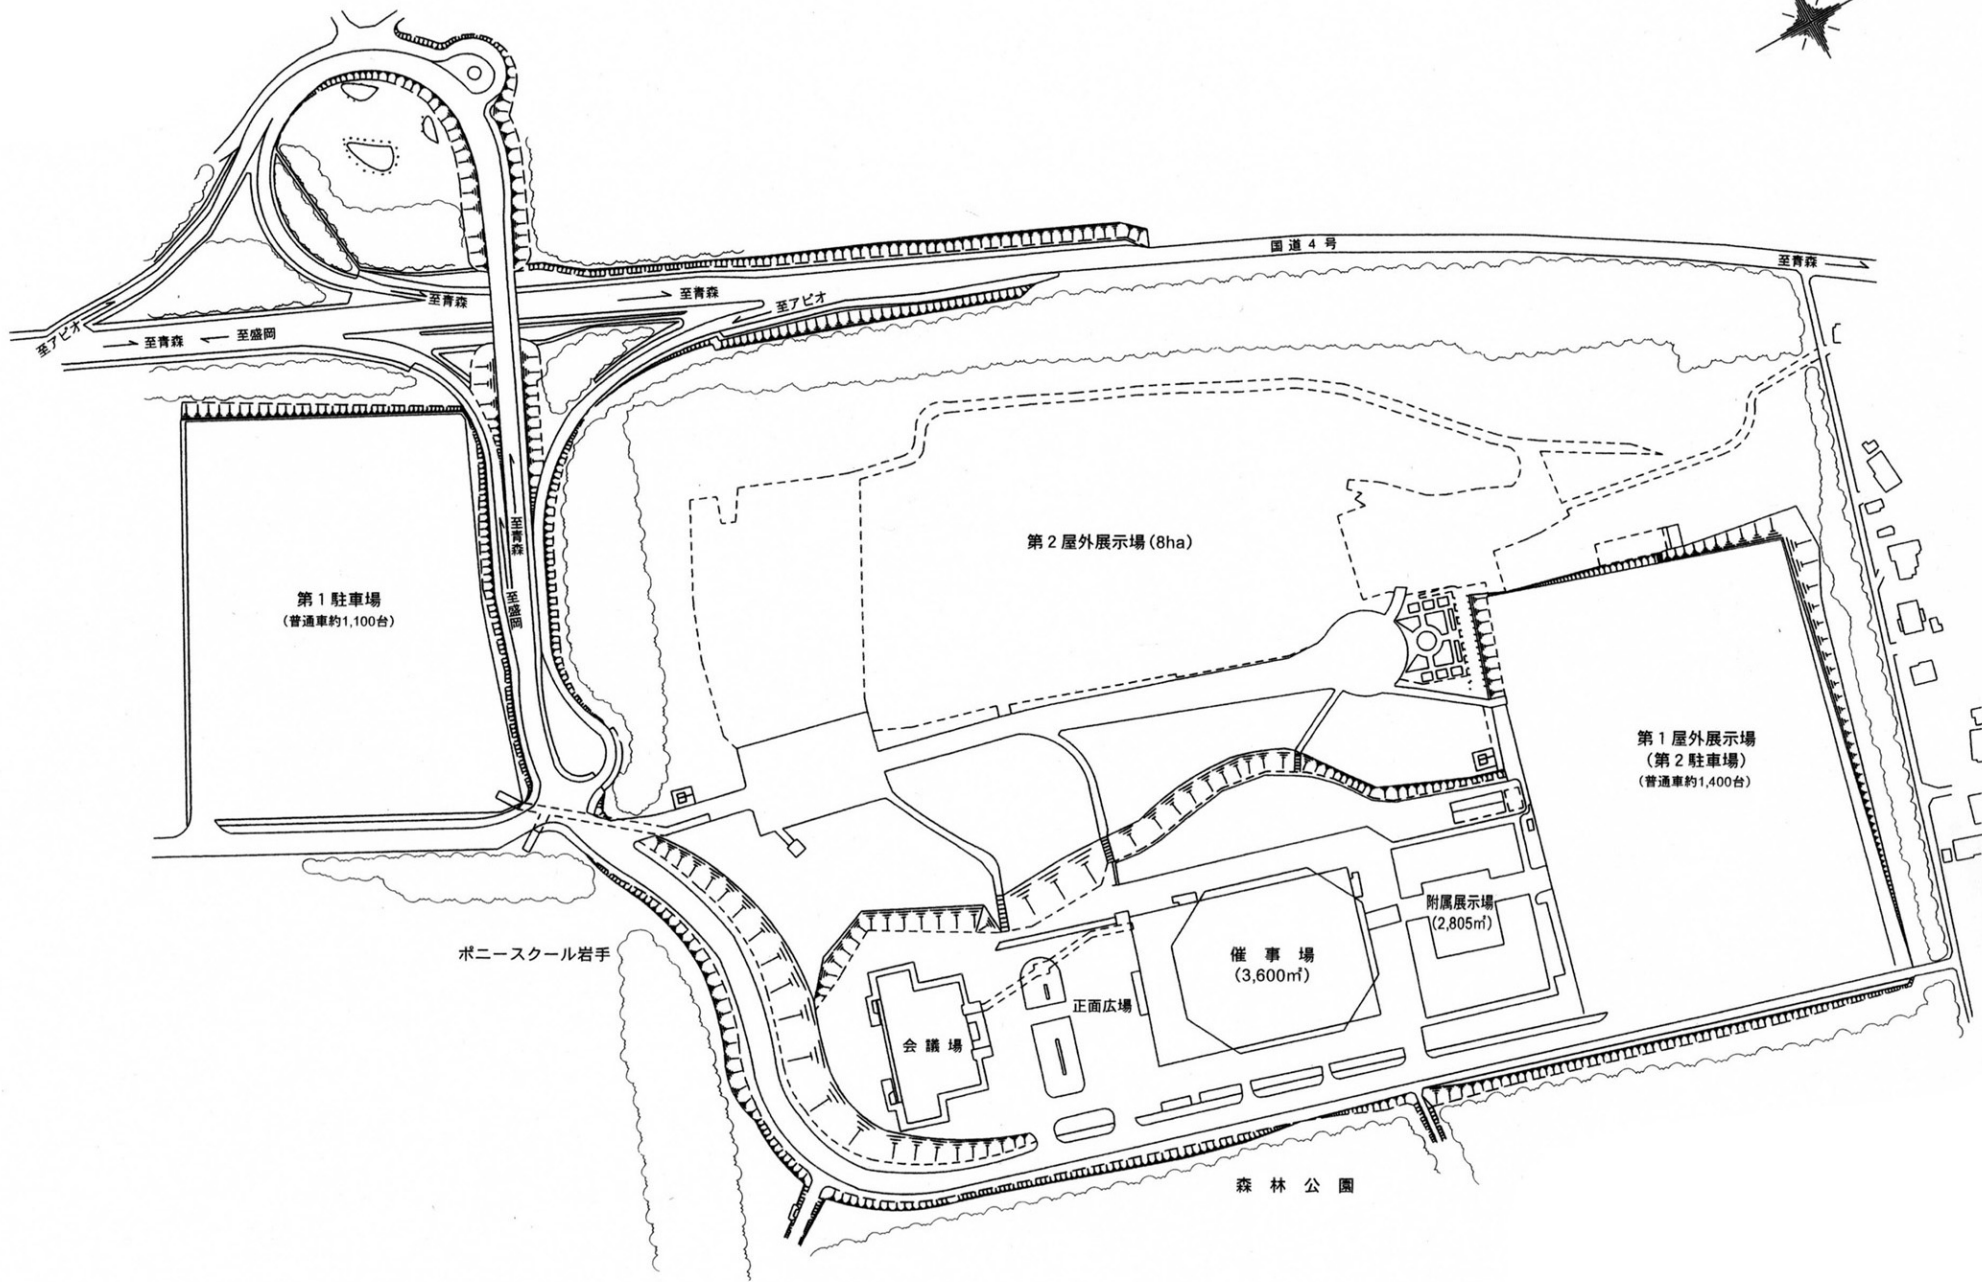 国道4号
至青森
至青森
至青森
至アピオ
至アピオ
至青森
至盛岡
至青森
至盛岡
第1駐車場
(普通車約1,100台)
第2屋外展示場(8ha)
第1屋外展示場
(第2駐車場)
(普通車約1,400台)
附属展示場
(2,805㎡)
催事場
(3,600㎡)
正面広場
会議場
ポニースクール岩手
森林公園